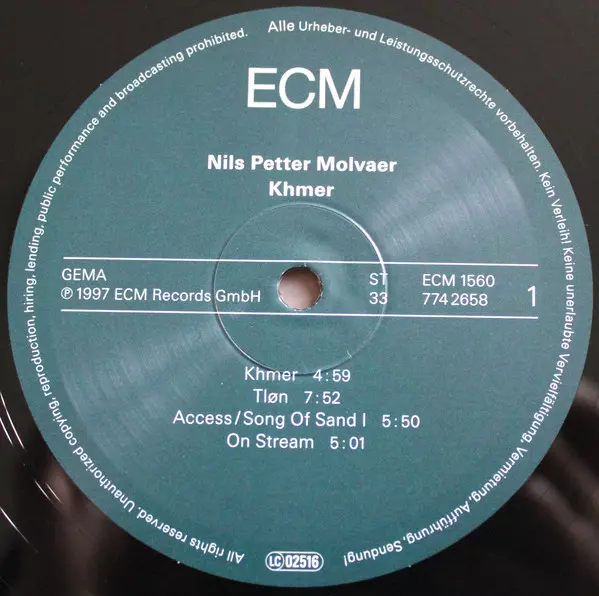 Alle Urheber- und Leistungsschutzrechte vorbehalten. Kein Verleih! Keine unerlaubte Vervielfältigung, Vermietung, Aufführung, Sendung!
ECM
Nils Petter Molvaer
Khmer
GEMA ST ECM 1560
℗ 1997 ECM Records GmbH 33 774 2658 1
Khmer 4:59
Tløn 7:52
Access/Song Of Sand I 5:50
On Stream 5:01
LC 02516
All rights reserved. Unauthorized copying, reproduction, hiring, lending, public performance and broadcasting prohibited.